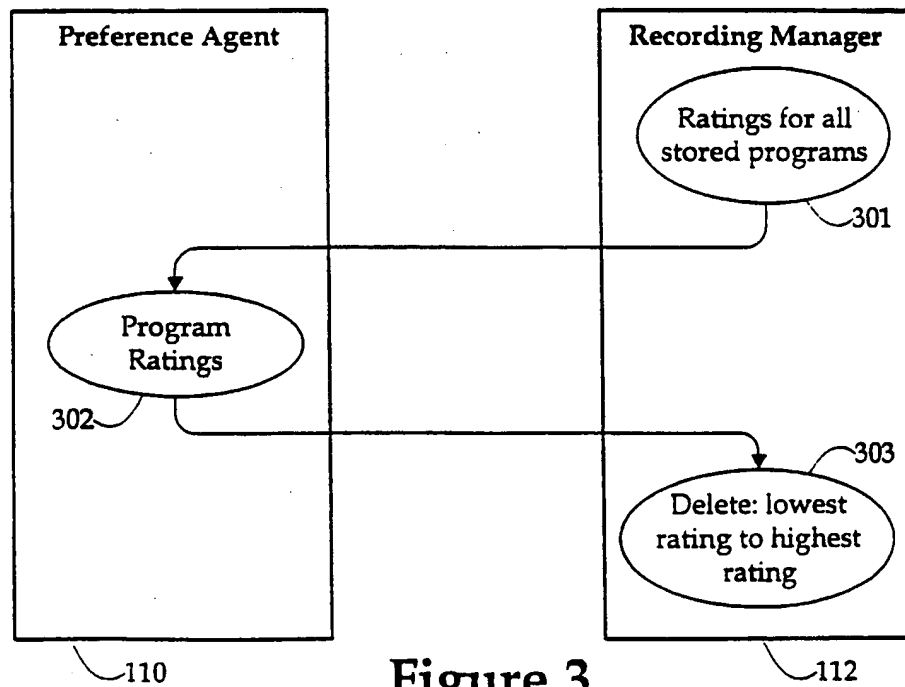 Preference Agent
Recording Manager
Ratings for all
stored programs
301
Program
Ratings
302
303
Delete: lowest
rating to highest
rating
110
112
Figure 3